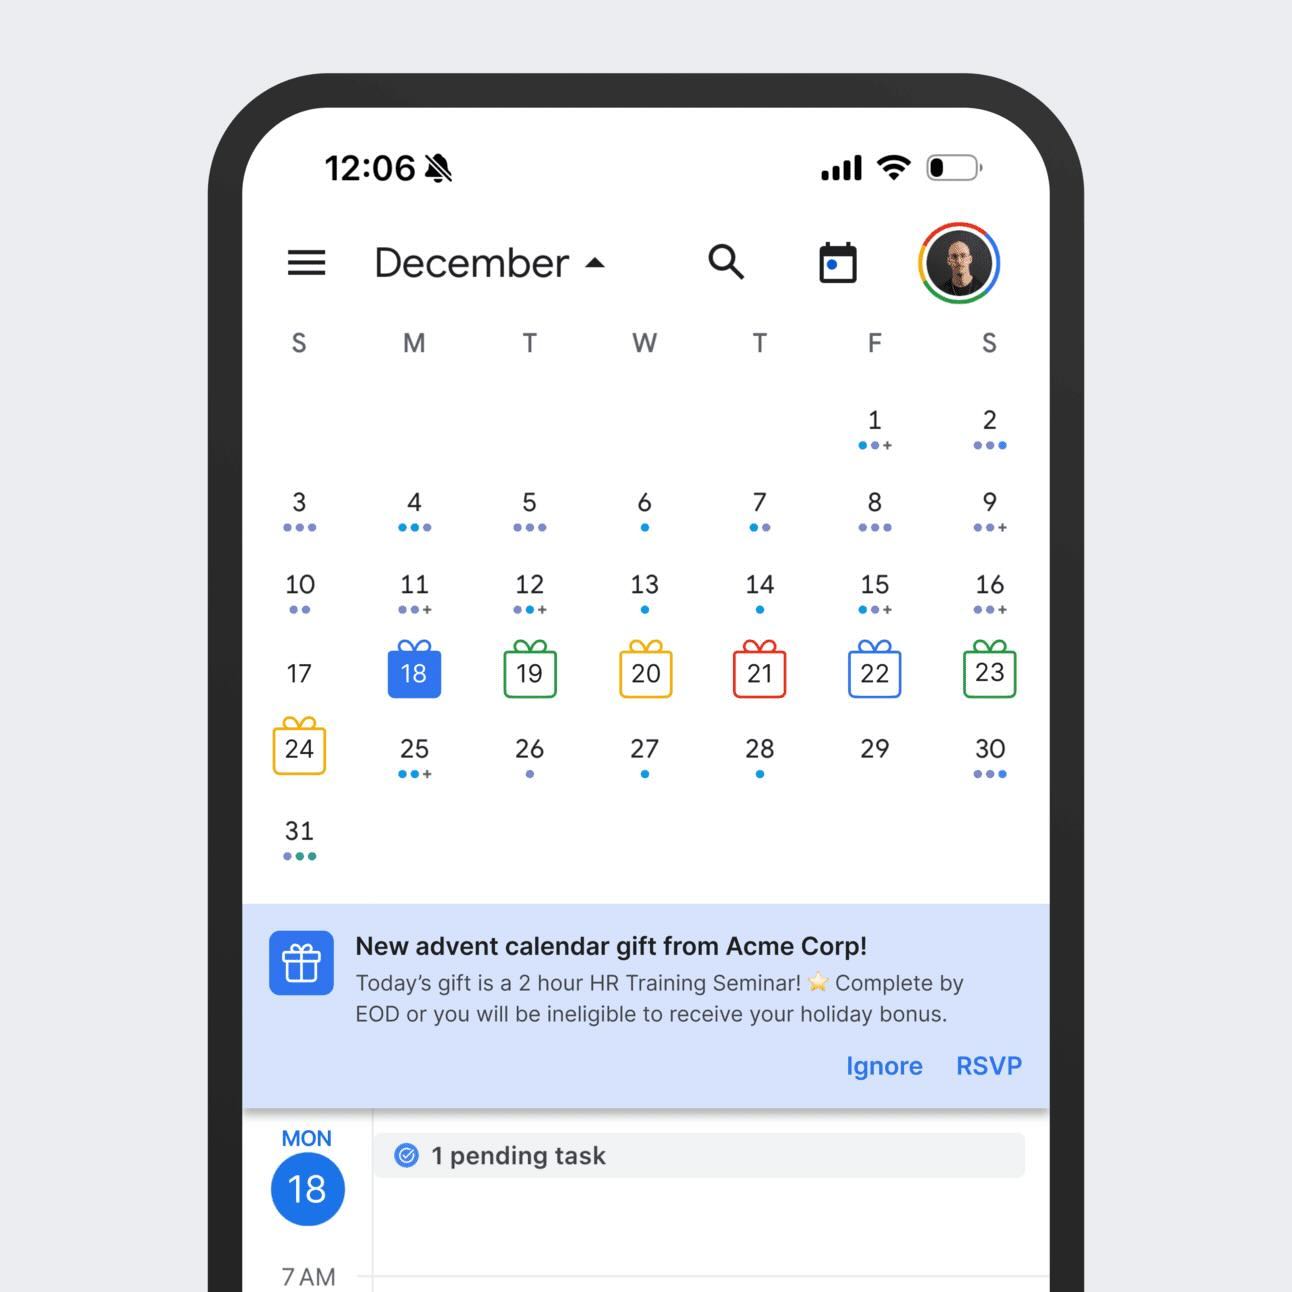 12:06
December
S M T W T F S
1 2
3 4 5 6 7 8 9
10 11 12 13 14 15 16
17 18 19 20 21 22 23
24 25 26 27 28 29 30
31
New advent calendar gift from Acme Corp!
Today’s gift is a 2 hour HR Training Seminar! ⭐ Complete by
EOD or you will be ineligible to receive your holiday bonus.
Ignore RSVP
MON
18
1 pending task
7 AM